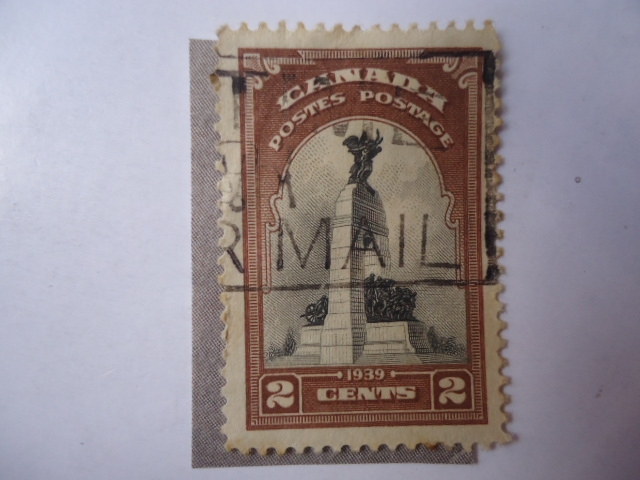 CANADA
POSTES POSTAGE
MAIL
1939
2 CENTS 2